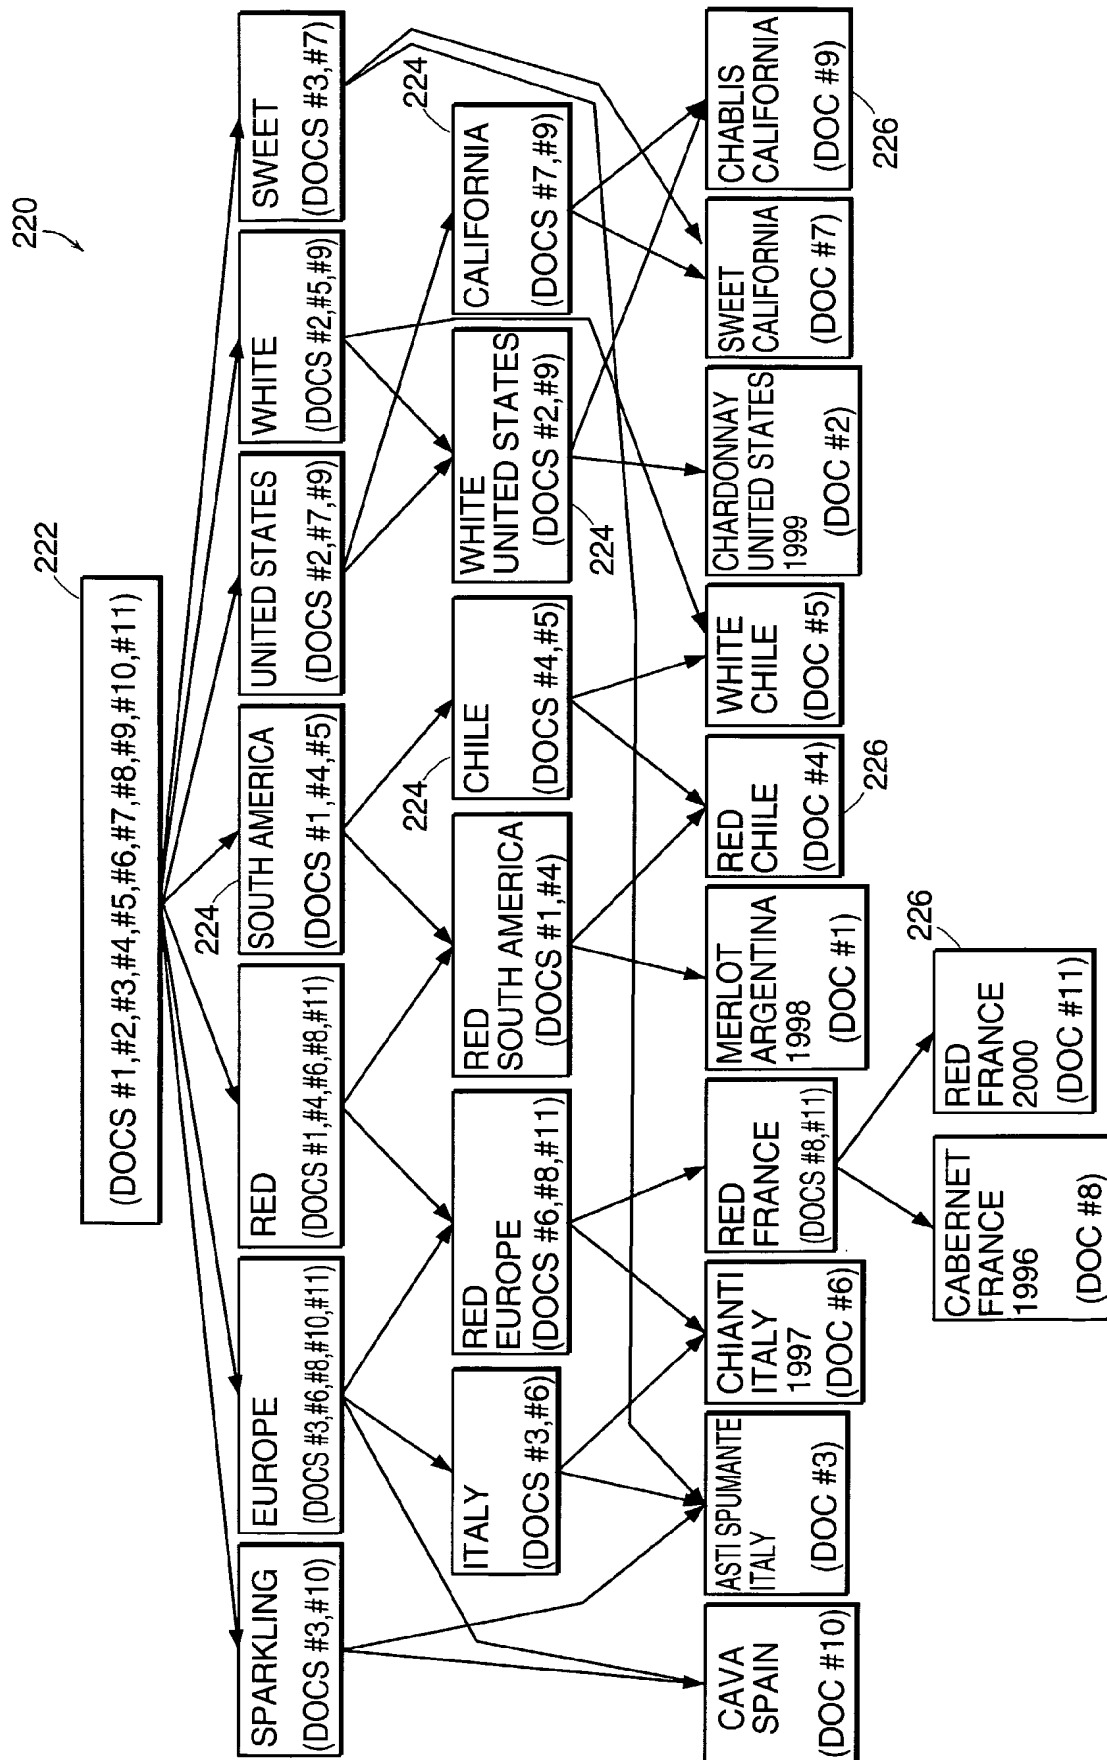 220
222
(DOCS #1,#2,#3,#4,#5,#6,#7,#8,#9,#10,#11)
SPARKLING
(DOCS #3,#10)
EUROPE
(DOCS #3,#6,#8,#10,#11)
RED
(DOCS #1,#4,#6,#8,#11)
224
SOUTH AMERICA
(DOCS #1,#4,#5)
UNITED STATES
(DOCS #2,#7,#9)
WHITE
(DOCS #2,#5,#9)
SWEET
(DOCS #3,#7)
ITALY
(DOCS #3,#6)
RED
EUROPE
(DOCS #6,#8,#11)
RED
SOUTH AMERICA
(DOCS #1,#4)
224
CHILE
(DOCS #4,#5)
WHITE
UNITED STATES
(DOCS #2,#9)
224
CALIFORNIA
(DOCS #7,#9)
224
CAVA
SPAIN
(DOC #10)
ASTI SPUMANTE
ITALY
(DOC #3)
CHIANTI
ITALY
1997
(DOC #6)
RED
FRANCE
(DOCS #8,#11)
MERLOT
ARGENTINA
1998
(DOC #1)
RED
CHILE
(DOC #4)
226
WHITE
CHILE
(DOC #5)
CHARDONNAY
UNITED STATES
1999
(DOC #2)
SWEET
CALIFORNIA
(DOC #7)
CHABLIS
CALIFORNIA
(DOC #9)
226
CABERNET
FRANCE
1996
(DOC #8)
RED
FRANCE
2000
(DOC #11)
226